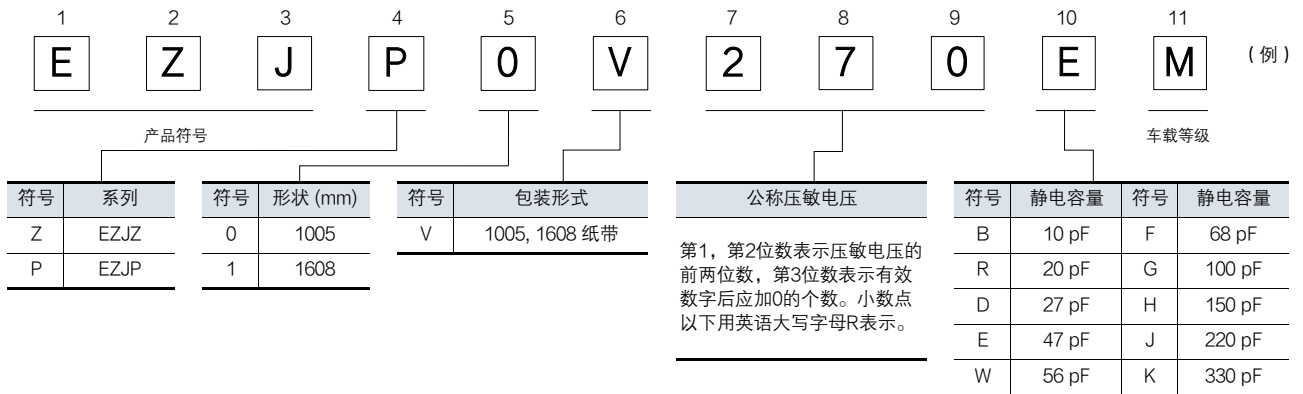 1 2 3 4 5 6 7 8 9 10 11
E Z J P 0 V 2 7 0 E M (例)
产品符号
车载等级
符号 系列
Z EZJZ
P EZJP
符号 形状 (mm)
0 1005
1 1608
符号 包装形式
V 1005, 1608 纸带
公称压敏电压
第1，第2位数表示压敏电压的
前两位数，第3位数表示有效
数字后应加0的个数。小数点
以下用英语大写字母R表示。
符号 静电容量 符号 静电容量
B 10 pF F 68 pF
R 20 pF G 100 pF
D 27 pF H 150 pF
E 47 pF J 220 pF
W 56 pF K 330 pF